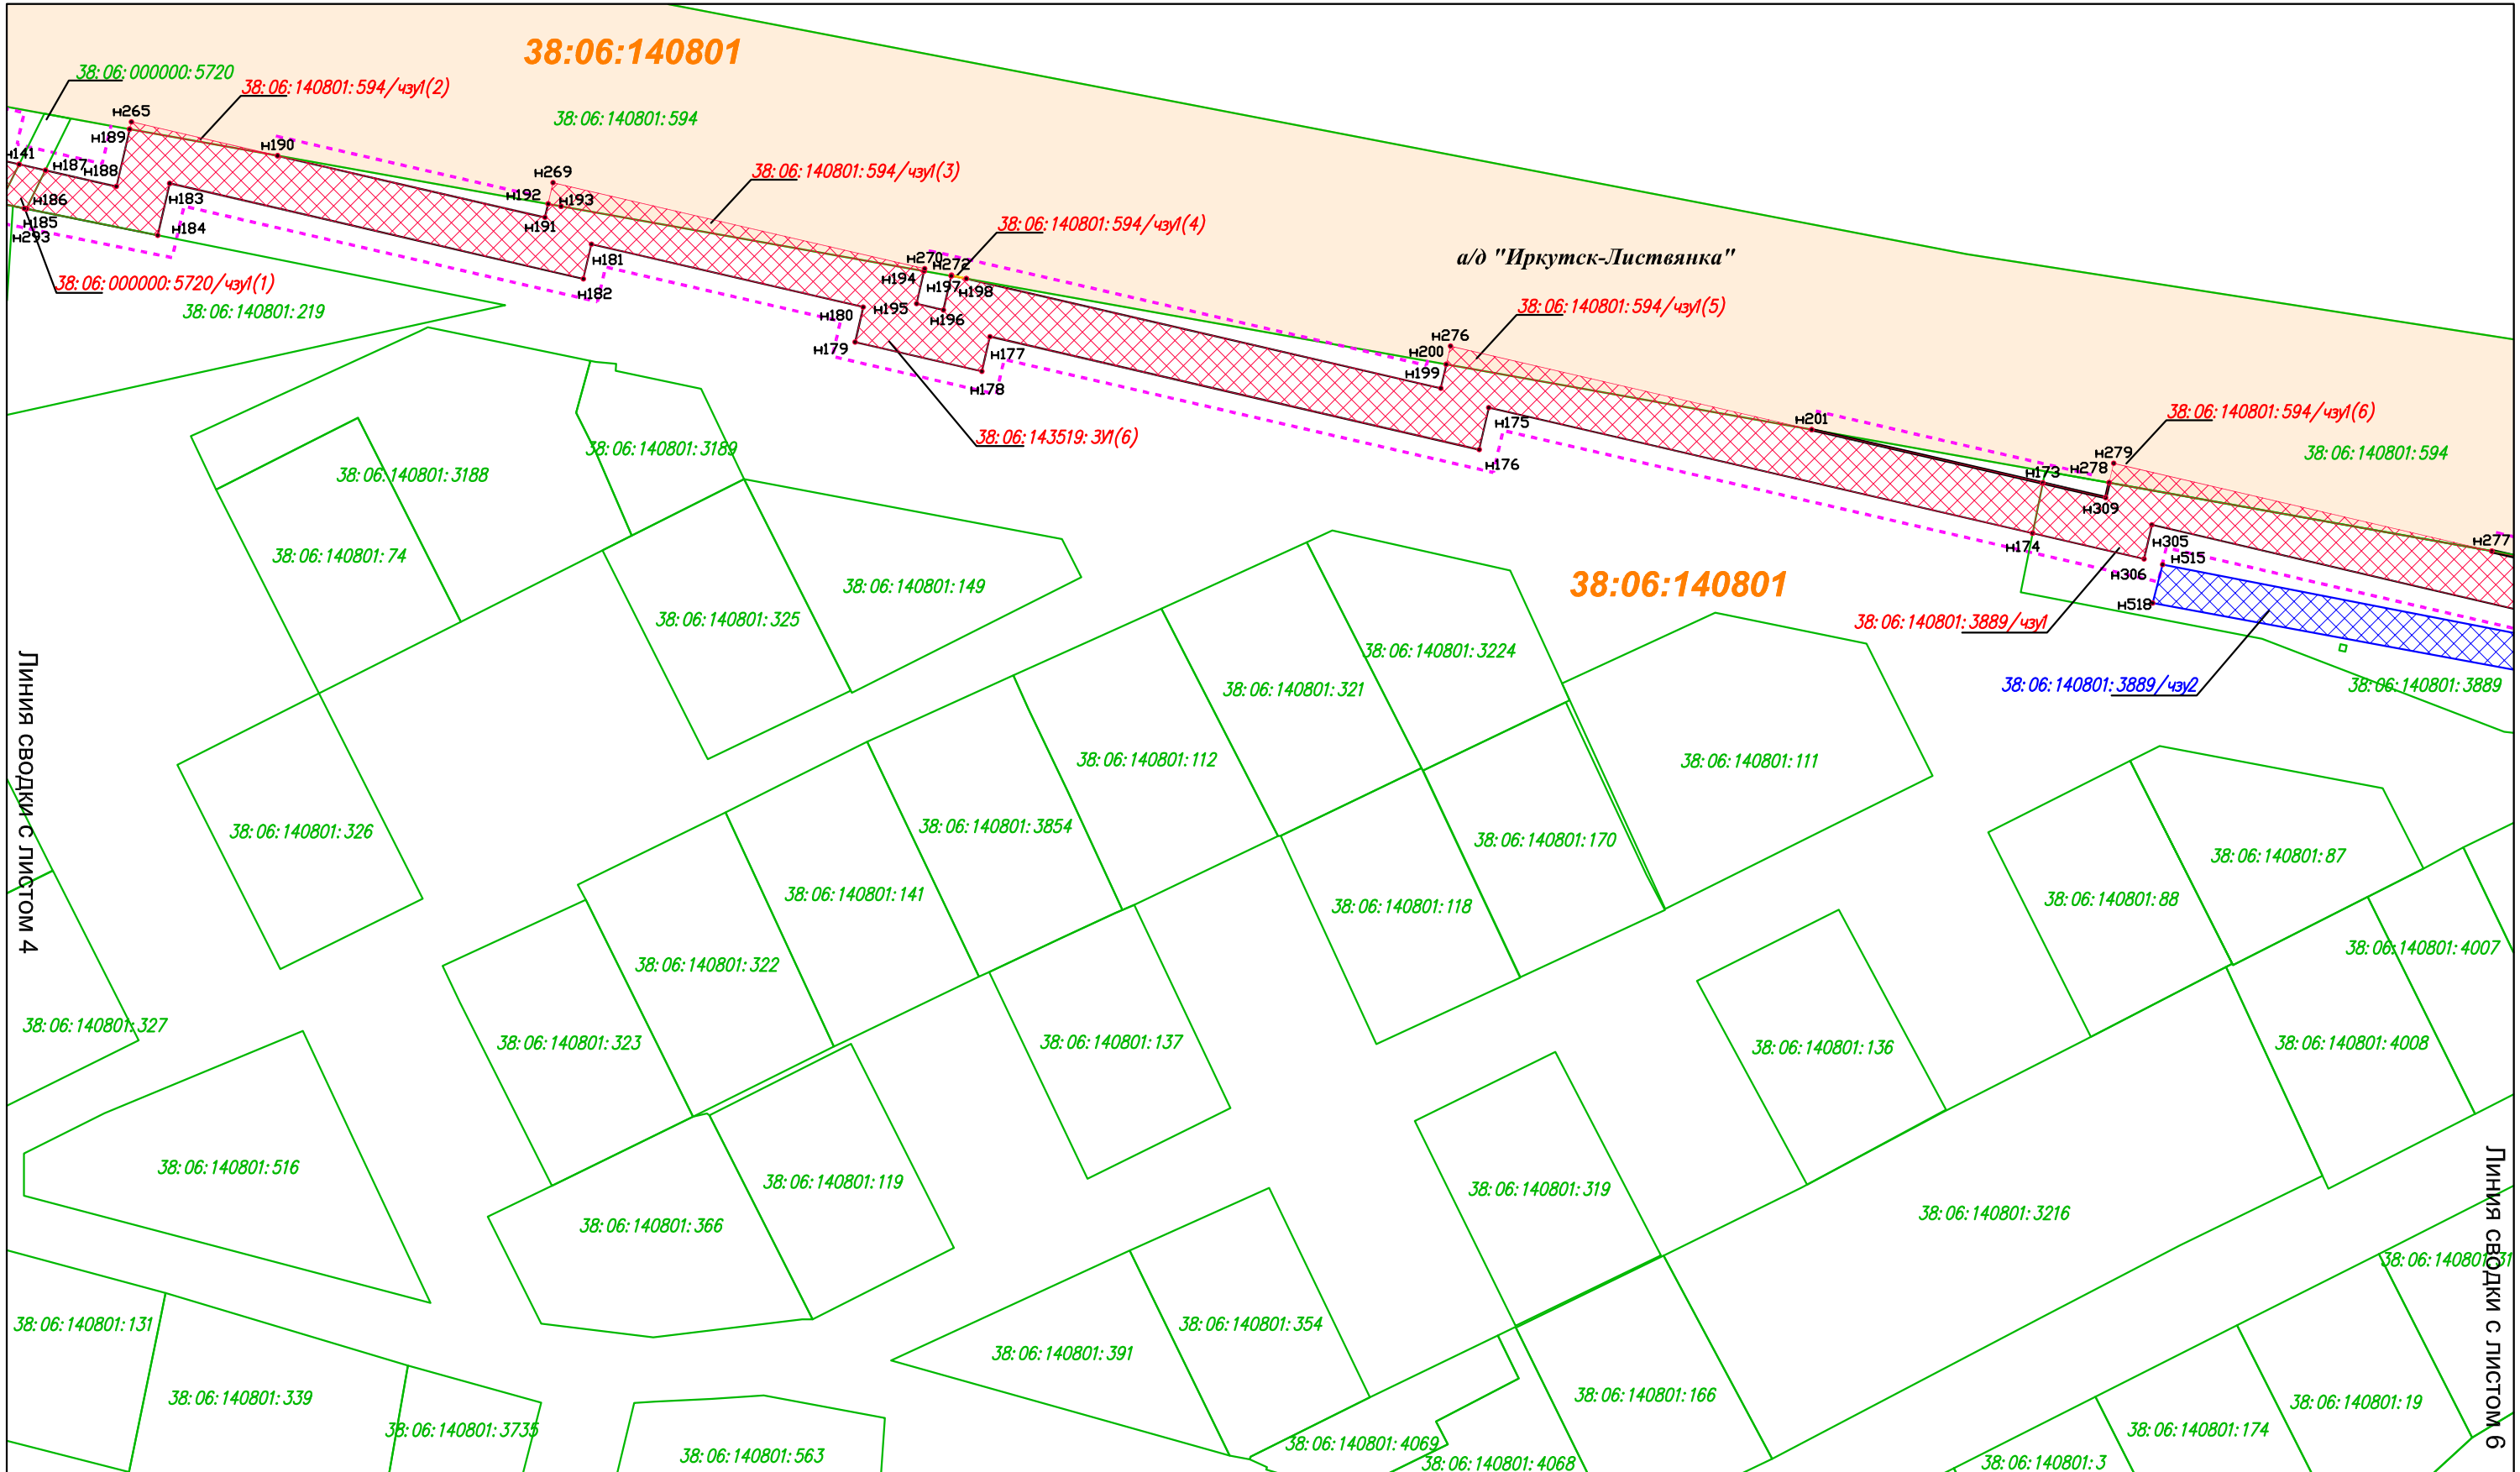 38:06:140801
38:06:000000:5720
38:06:140801:594/чзу1(2)
38:06:140801:594
н265
н189
н190
н141
н187
н188
н186
н185
н293
н183
н184
38:06:000000:5720/чзу1(1)
38:06:140801:219
н269
н192
н193
н191
38:06:140801:594/чзу1(3)
н181
н182
38:06:140801:594/чзу1(4)
н270
н272
н194
н197
н198
н195
н196
н180
н179
н177
н178
38:06:143519:ЗУ1(6)
а/д "Иркутск-Листвянка"
38:06:140801:594/чзу1(5)
н276
н200
н199
н175
н176
н201
38:06:140801:594/чзу1(6)
38:06:140801:594
н279
н278
н173
н309
н174
н305
н515
н306
н277
н518
38:06:140801:3889/чзу1
38:06:140801:3889/чзу2
38:06:140801:3889
38:06:140801
38:06:140801:3189
38:06:140801:3188
38:06:140801:74
38:06:140801:149
38:06:140801:325
38:06:140801:3224
38:06:140801:321
38:06:140801:112
38:06:140801:111
38:06:140801:326
38:06:140801:3854
38:06:140801:170
38:06:140801:87
38:06:140801:141
38:06:140801:118
38:06:140801:88
38:06:140801:4007
38:06:140801:322
38:06:140801:327
38:06:140801:323
38:06:140801:137
38:06:140801:136
38:06:140801:4008
38:06:140801:516
38:06:140801:119
38:06:140801:319
38:06:140801:366
38:06:140801:3216
38:06:140801:31
38:06:140801:131
38:06:140801:354
38:06:140801:391
38:06:140801:339
38:06:140801:166
38:06:140801:19
38:06:140801:3735
38:06:140801:174
38:06:140801:563
38:06:140801:4069
38:06:140801:4068
38:06:140801:3
Линия сводки с листом 4
Линия сводки с листом 6